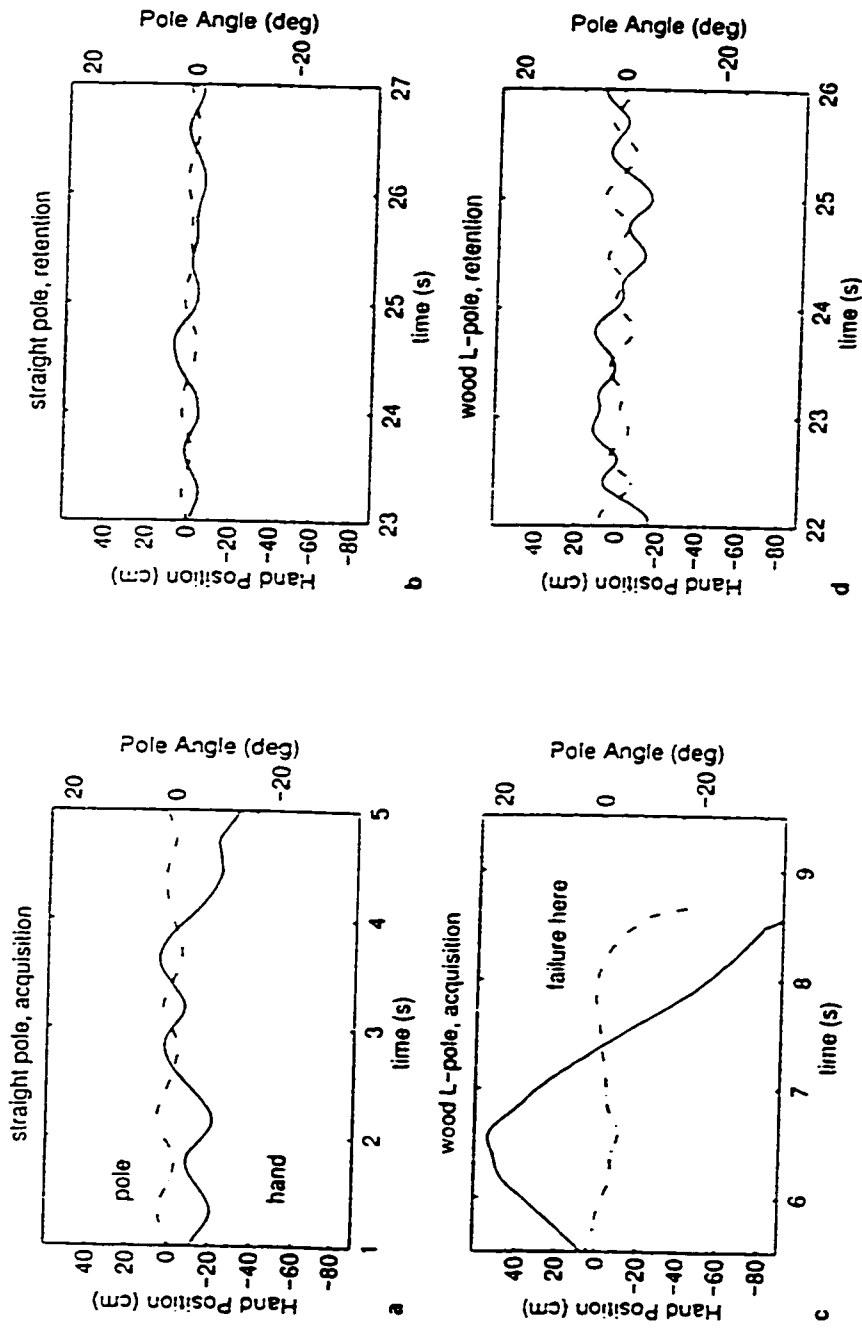 straight pole, acquisition
Hand Position (cm)
Pole Angle (deg)
40
20
0
-20
-40
-60
-80
20
0
-20
pole
hand
1
2
3
4
5
time (s)
a
straight pole, retention
Hand Position (cm)
Pole Angle (deg)
40
20
0
-20
-40
-60
-80
20
0
-20
23
24
25
26
27
time (s)
b
wood L-pole, acquisition
Hand Position (cm)
Pole Angle (deg)
40
20
0
-20
-40
-60
-80
20
0
-20
failure here
6
7
8
9
time (s)
c
wood L-pole, retention
Hand Position (cm)
Pole Angle (deg)
40
20
0
-20
-40
-60
-80
20
0
-20
22
23
24
25
26
time (s)
d